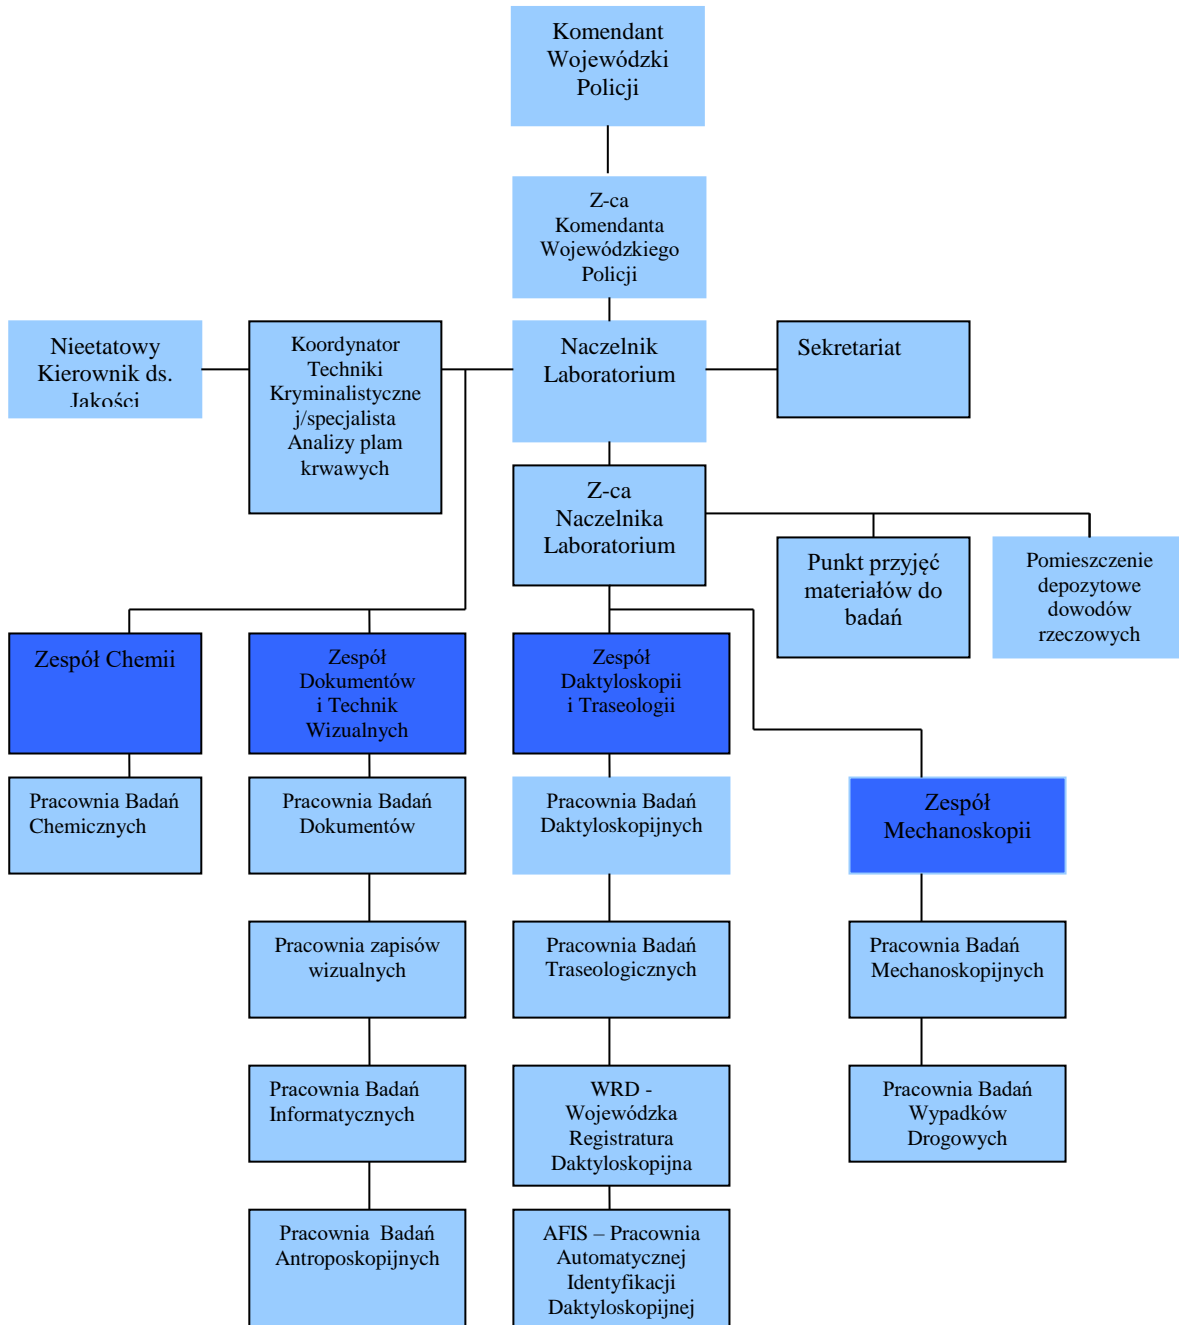 Komendant
Wojewódzki
Policji
Z-ca
Komendanta
Wojewódzkiego
Policji
Nieetatowy
Kierownik ds.
Jakości
Koordynator
Techniki
Kryminalistyczne
j/specjalista
Analizy plam
krwawych
Naczelnik
Laboratorium
Sekretariat
Z-ca
Naczelnika
Laboratorium
Punkt przyjęć
materiałów do
badań
Pomieszczenie
depozytowe
dowodów
rzeczowych
Zespół Chemii
Zespół
Dokumentów
i Technik
Wizualnych
Zespół
Daktyloskopii
i Traseologii
Zespół
Mechanoskopii
Pracownia Badań
Chemicznych
Pracownia Badań
Dokumentów
Pracownia Badań
Daktyloskopijnych
Pracownia zapisów
wizualnych
Pracownia Badań
Traseologicznych
Pracownia Badań
Mechanoskopijnych
Pracownia Badań
Informatycznych
WRD -
Wojewódzka
Registratura
Daktyloskopijna
Pracownia Badań
Wypadków
Drogowych
Pracownia  Badań
Antroposkopijnych
AFIS – Pracownia
Automatycznej
Identyfikacji
Daktyloskopijnej